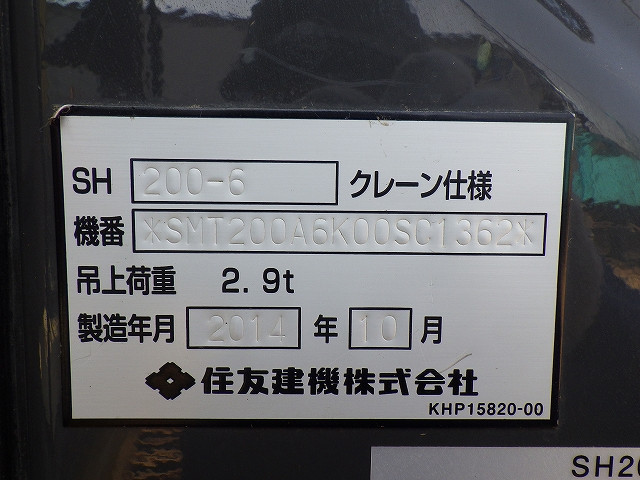 SH 200-6 クレーン仕様
機番 *SMT200A6K00SC1362*
吊上荷重 2.9t
製造年月 2014 年 10 月
住友建機株式会社
KHP15820-00
SH20